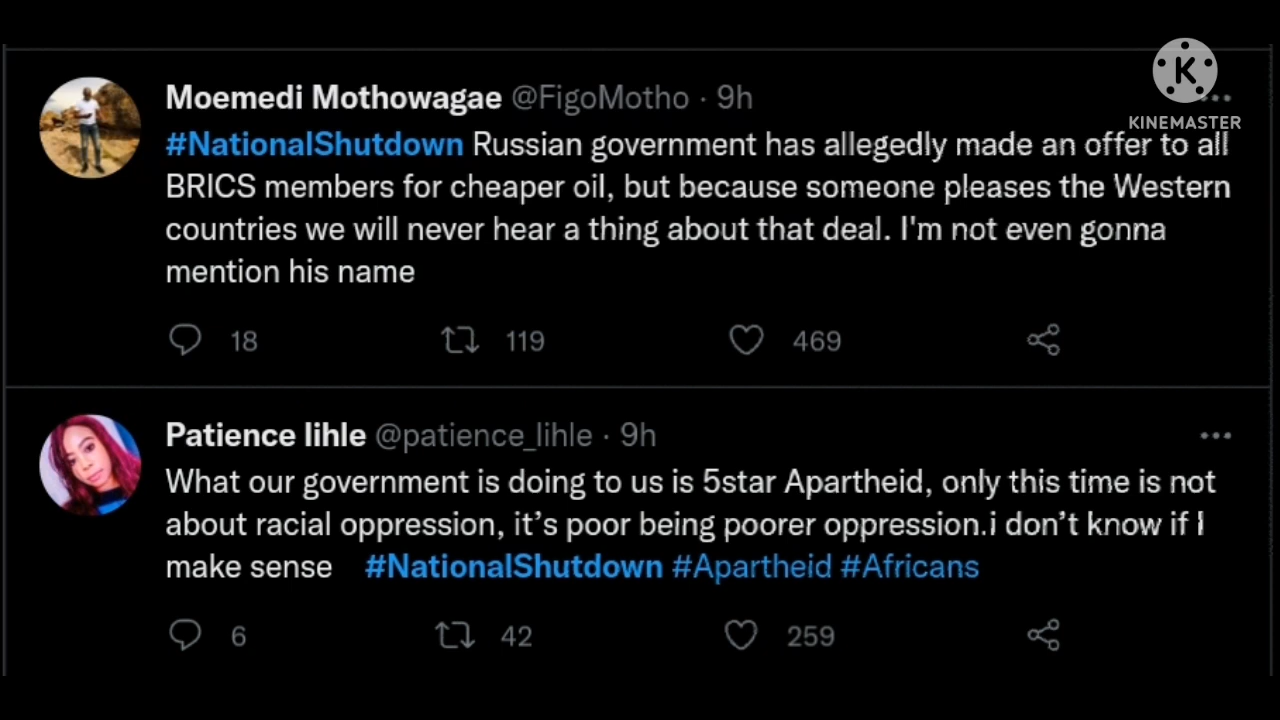 Moemedi Mothowagae @FigoMotho · 9h
K
KINEMASTER
#NationalShutdown Russian government has allegedly made an offer to all
BRICS members for cheaper oil, but because someone pleases the Western
countries we will never hear a thing about that deal. I'm not even gonna
mention his name
18 119 469
Patience lihle @patience_lihle · 9h
What our government is doing to us is 5star Apartheid, only this time is not
about racial oppression, it’s poor being poorer oppression.i don’t know if I
make sense #NationalShutdown #Apartheid #Africans
6 42 259